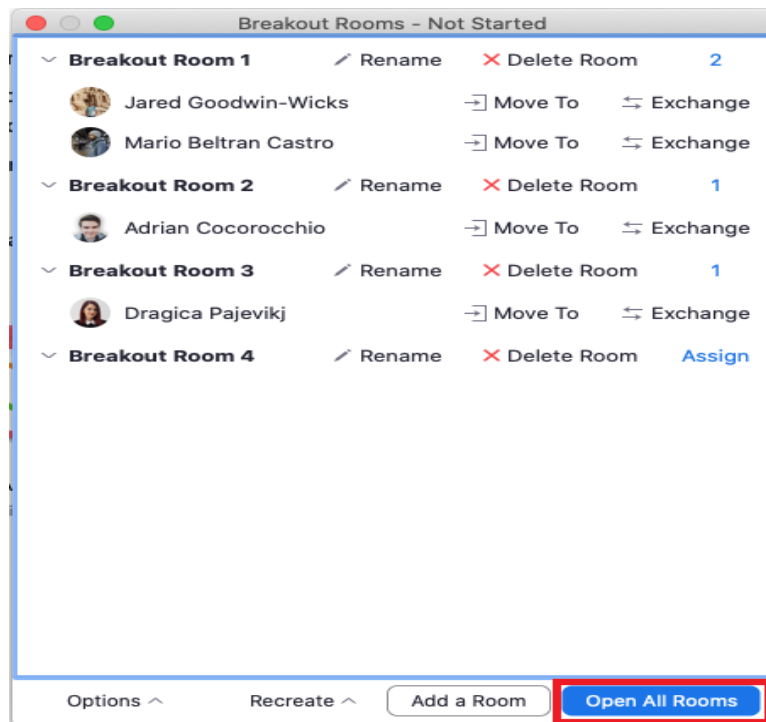 Breakout Rooms - Not Started
Breakout Room 1 Rename Delete Room 2
Jared Goodwin-Wicks Move To Exchange
Mario Beltran Castro Move To Exchange
Breakout Room 2 Rename Delete Room 1
Adrian Cocorocchio Move To Exchange
Breakout Room 3 Rename Delete Room 1
Dragica Pajevikj Move To Exchange
Breakout Room 4 Rename Delete Room Assign
Options Recreate Add a Room Open All Rooms